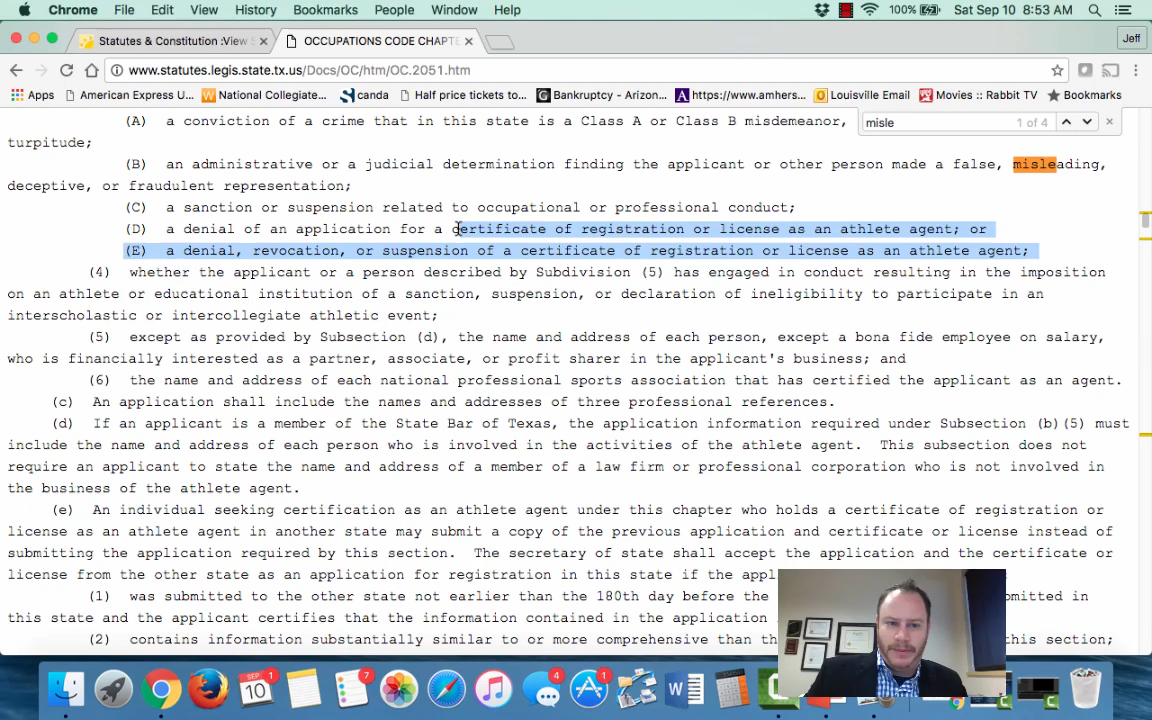 Chrome File Edit View History Bookmarks People Window Help 100% Sat Sep 10 8:53 AM
Statutes & Constitution :View S
OCCUPATIONS CODE CHAPTE
Jeff
www.statutes.legis.state.tx.us/Docs/OC/htm/OC.2051.htm
Apps American Express U... National Collegiate... canda Half price tickets to... Bankruptcy - Arizon... https://www.amhers... Louisville Email Movies :: Rabbit TV Bookmarks
misle 1 of 4
(A) a conviction of a crime that in this state is a Class A or Class B misdemeanor,
turpitude;
(B) an administrative or a judicial determination finding the applicant or other person made a false, misleading,
deceptive, or fraudulent representation;
(C) a sanction or suspension related to occupational or professional conduct;
(D) a denial of an application for a certificate of registration or license as an athlete agent; or
(E) a denial, revocation, or suspension of a certificate of registration or license as an athlete agent;
(4) whether the applicant or a person described by Subdivision (5) has engaged in conduct resulting in the imposition
on an athlete or educational institution of a sanction, suspension, or declaration of ineligibility to participate in an
interscholastic or intercollegiate athletic event;
(5) except as provided by Subsection (d), the name and address of each person, except a bona fide employee on salary,
who is financially interested as a partner, associate, or profit sharer in the applicant's business; and
(6) the name and address of each national professional sports association that has certified the applicant as an agent.
(c) An application shall include the names and addresses of three professional references.
(d) If an applicant is a member of the State Bar of Texas, the application information required under Subsection (b)(5) must
include the name and address of each person who is involved in the activities of the athlete agent. This subsection does not
require an applicant to state the name and address of a member of a law firm or professional corporation who is not involved in
the business of the athlete agent.
(e) An individual seeking certification as an athlete agent under this chapter who holds a certificate of registration or
license as an athlete agent in another state may submit a copy of the previous application and certificate or license instead of
submitting the application required by this section. The secretary of state shall accept the application and the certificate or
license from the other state as an application for registration in this state if the app
(1) was submitted to the other state not earlier than the 180th day before the mitted in
this state and the applicant certifies that the information contained in the application
(2) contains information substantially similar to or more comprehensive than th this section;
1
SEP
10
7
4
1